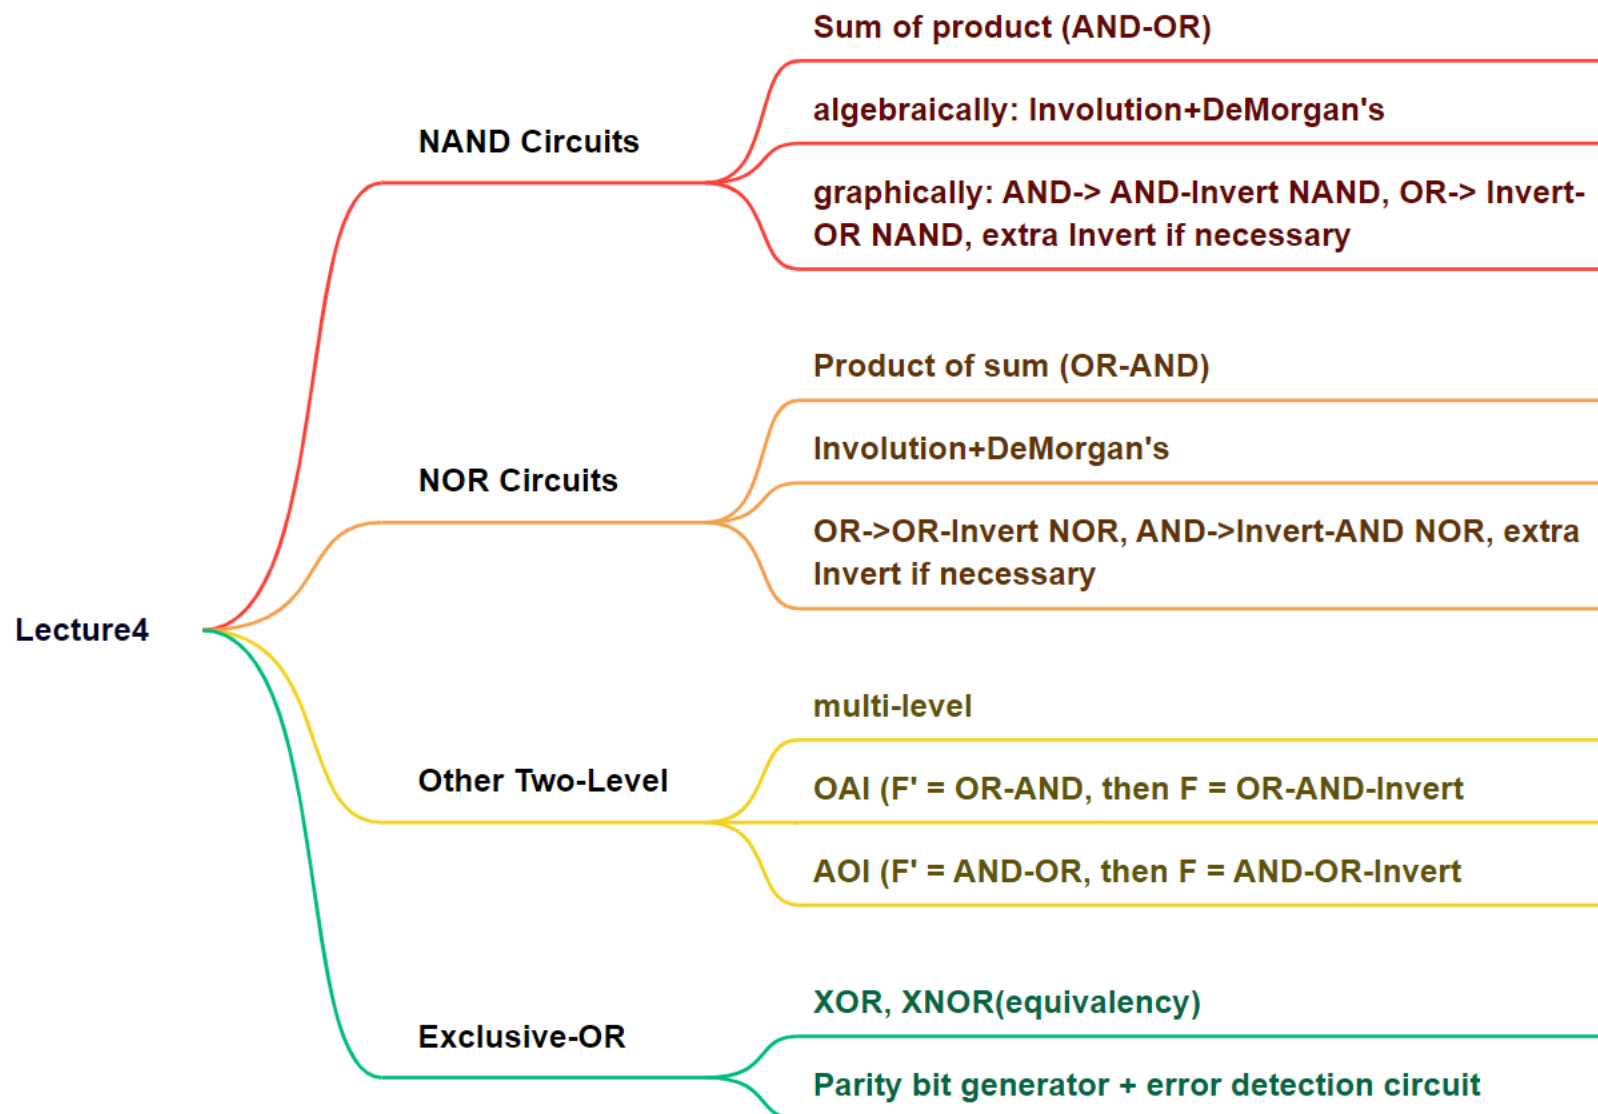 Sum of product (AND-OR)
algebraically: Involution+DeMorgan's
NAND Circuits
graphically: AND-> AND-Invert NAND, OR-> Invert-
OR NAND, extra Invert if necessary
Product of sum (OR-AND)
Involution+DeMorgan's
NOR Circuits
OR->OR-Invert NOR, AND->Invert-AND NOR, extra
Invert if necessary
Lecture4
multi-level
Other Two-Level
OAI (F' = OR-AND, then F = OR-AND-Invert
AOI (F' = AND-OR, then F = AND-OR-Invert
XOR, XNOR(equivalency)
Exclusive-OR
Parity bit generator + error detection circuit